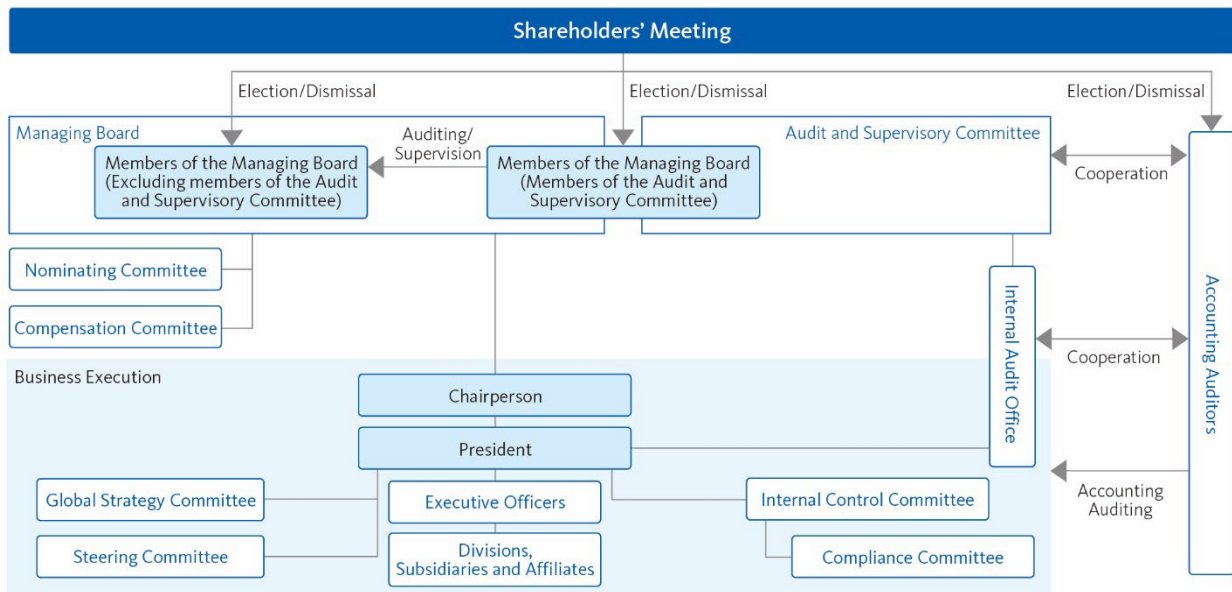 Shareholders’ Meeting
Election/Dismissal
Election/Dismissal
Election/Dismissal
Managing Board
Auditing/
Supervision
Audit and Supervisory Committee
Members of the Managing Board
(Excluding members of the Audit
and Supervisory Committee)
Members of the Managing Board
(Members of the Audit and
Supervisory Committee)
Cooperation
Nominating Committee
Compensation Committee
Internal Audit Office
Cooperation
Accounting Auditors
Business Execution
Chairperson
President
Global Strategy Committee
Executive Officers
Internal Control Committee
Accounting
Auditing
Steering Committee
Divisions,
Subsidiaries and Affiliates
Compliance Committee